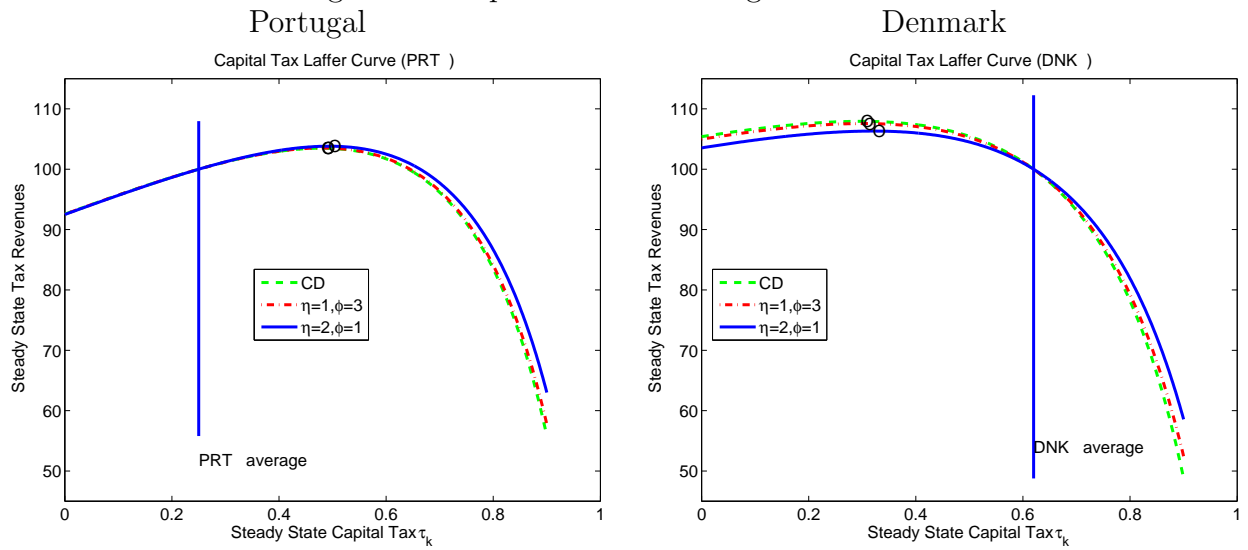 Portugal
Capital Tax Laffer Curve (PRT )
110
100
90
80
70
60
50
Steady State Tax Revenues
CD
η=1,φ=3
η=2,φ=1
PRT average
0
0.2
0.4
0.6
0.8
1
Steady State Capital Tax τk
Denmark
Capital Tax Laffer Curve (DNK )
110
100
90
80
70
60
50
Steady State Tax Revenues
CD
η=1,φ=3
η=2,φ=1
DNK average
0
0.2
0.4
0.6
0.8
1
Steady State Capital Tax τk